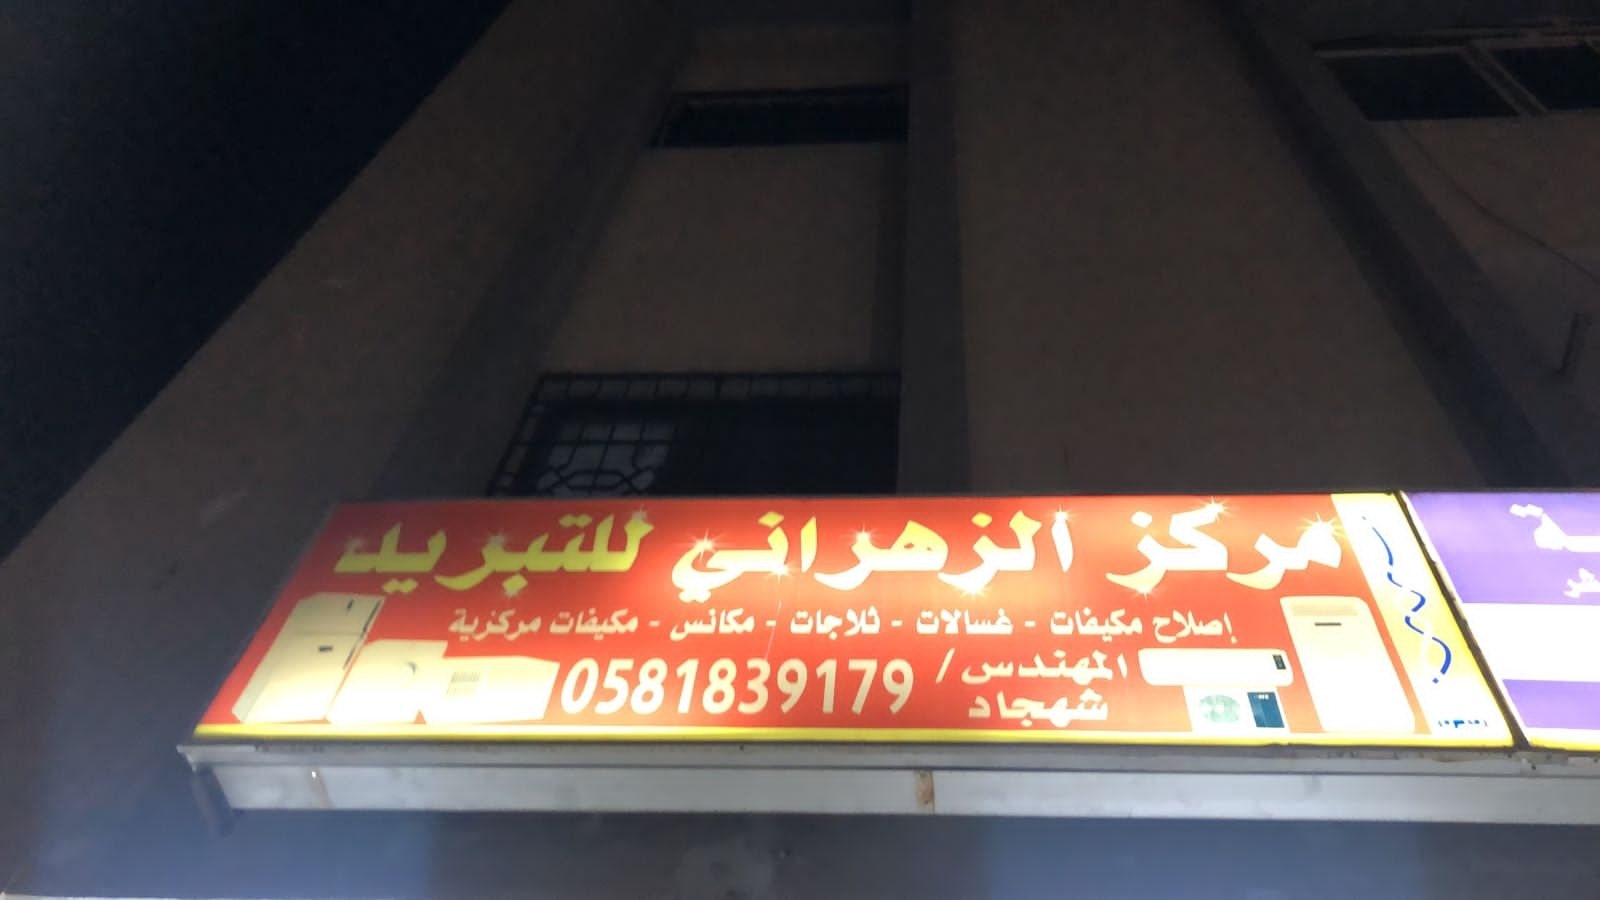 مركز الزهراني للتبريد
إصلاح مكيفات - غسالات - ثلاجات - مكانس - مكيفات مركزية
المهندس /
شهجاد
0581839179